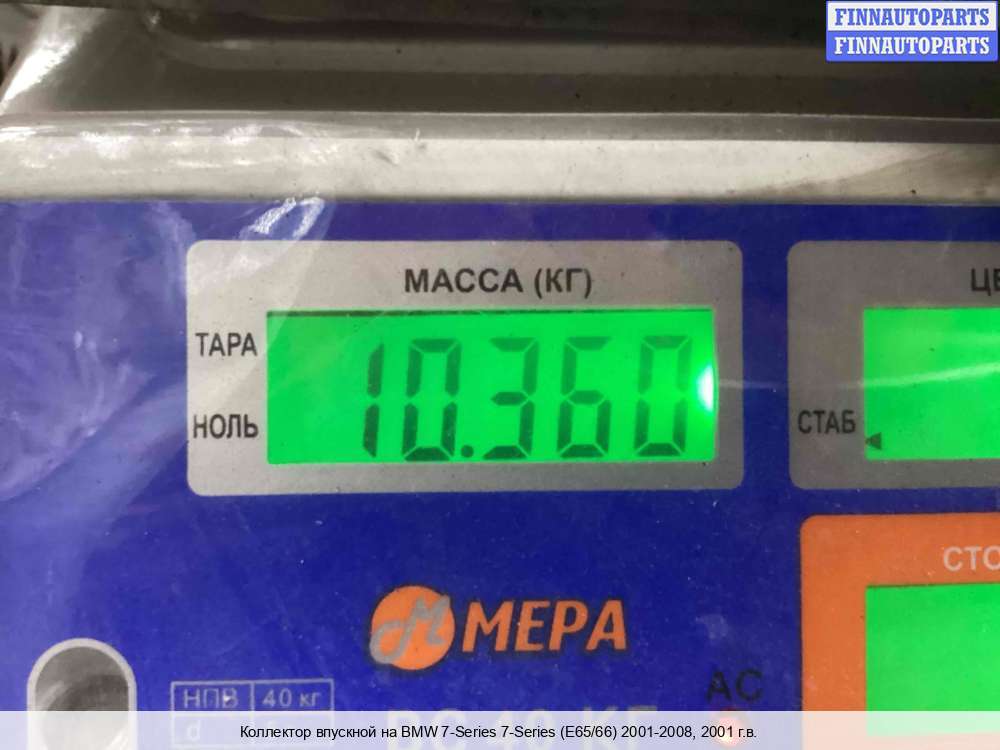 FINNAUTOPARTS
FINNAUTOPARTS
МАССА (КГ)
ТАРА
10.360
НОЛЬ
СТАБ
МЕРА
НПВ 40 кг
d
АС
Коллектор впускной на BMW 7-Series 7-Series (E65/66) 2001-2008, 2001 г.в.